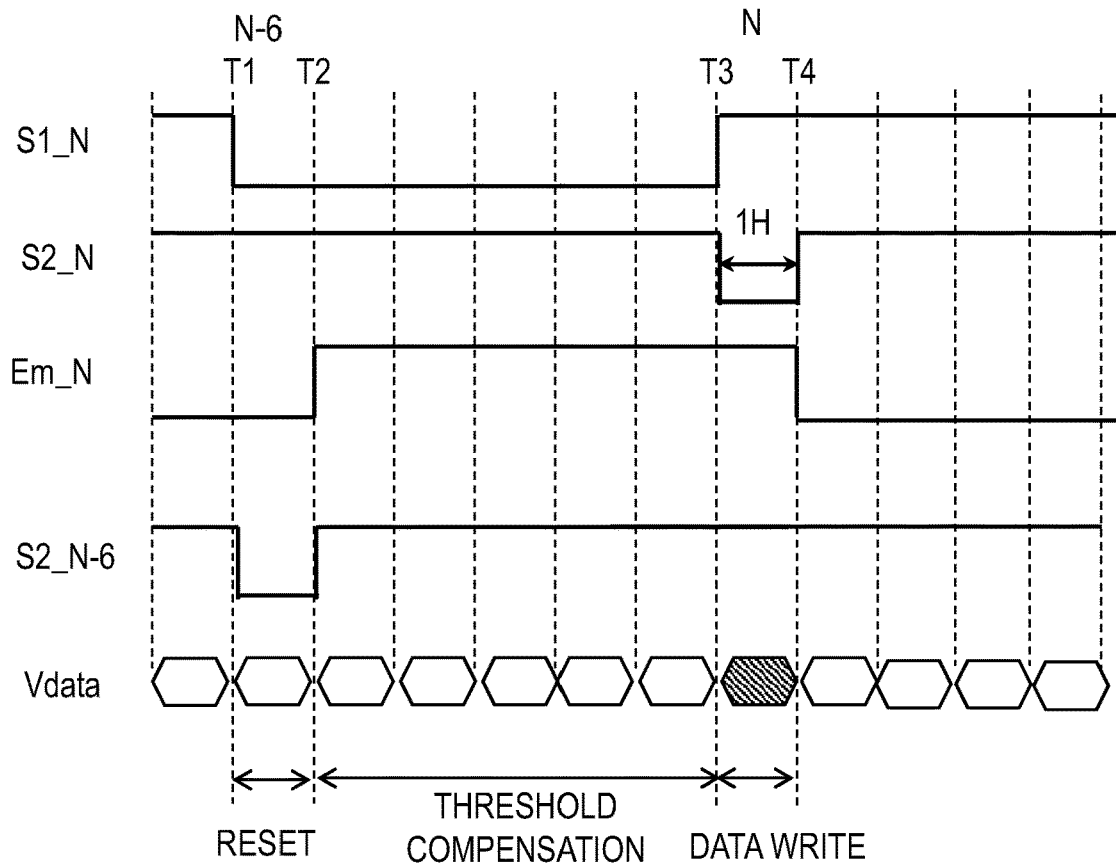 N-6
N
T1
T2
T3
T4
S1_N
S2_N
1H
Em_N
S2_N-6
Vdata
RESET
THRESHOLD
COMPENSATION
DATA WRITE